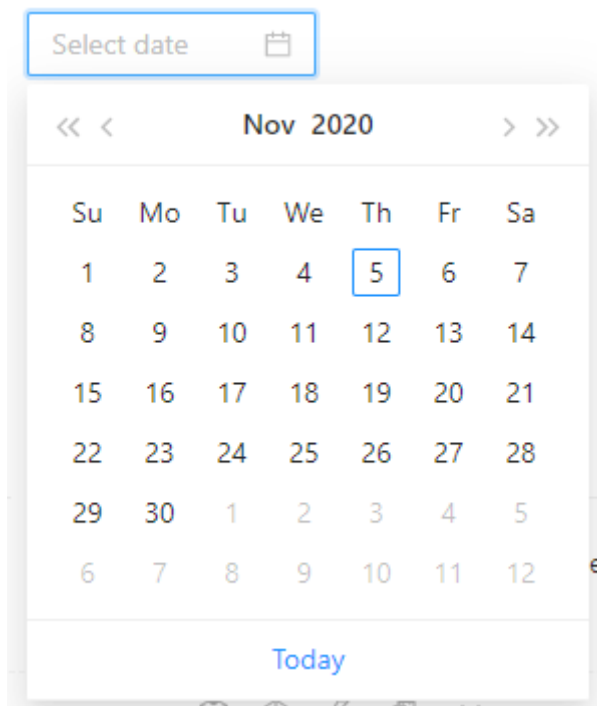 Select date
Nov 2020
Su Mo Tu We Th Fr Sa
1 2 3 4 5 6 7
8 9 10 11 12 13 14
15 16 17 18 19 20 21
22 23 24 25 26 27 28
29 30 1 2 3 4 5
6 7 8 9 10 11 12
Today